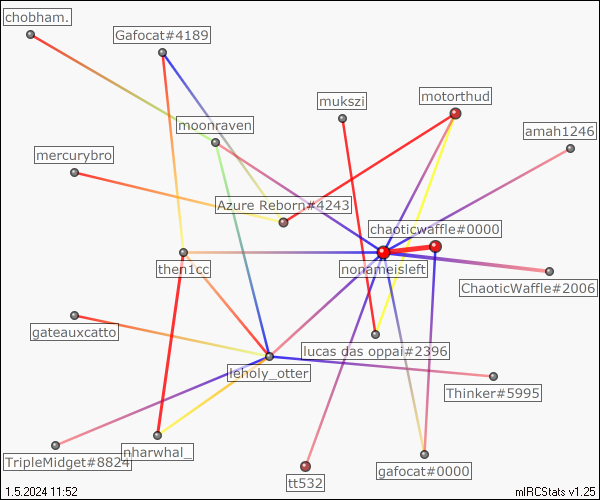 chobham.
Gafocat#4189
mukszi
motorthud
moonraven
amah1246
mercurybro
Azure Reborn#4243
chaoticwaffle#0000
then1cc
nonameisleft
ChaoticWaffle#2006
gateauxcatto
lucas das oppai#2396
leholy_otter
Thinker#5995
TripleMidget#8824
nharwhal_
tt532
gafocat#0000
1.5.2024 11:52
mIRCStats v1.25